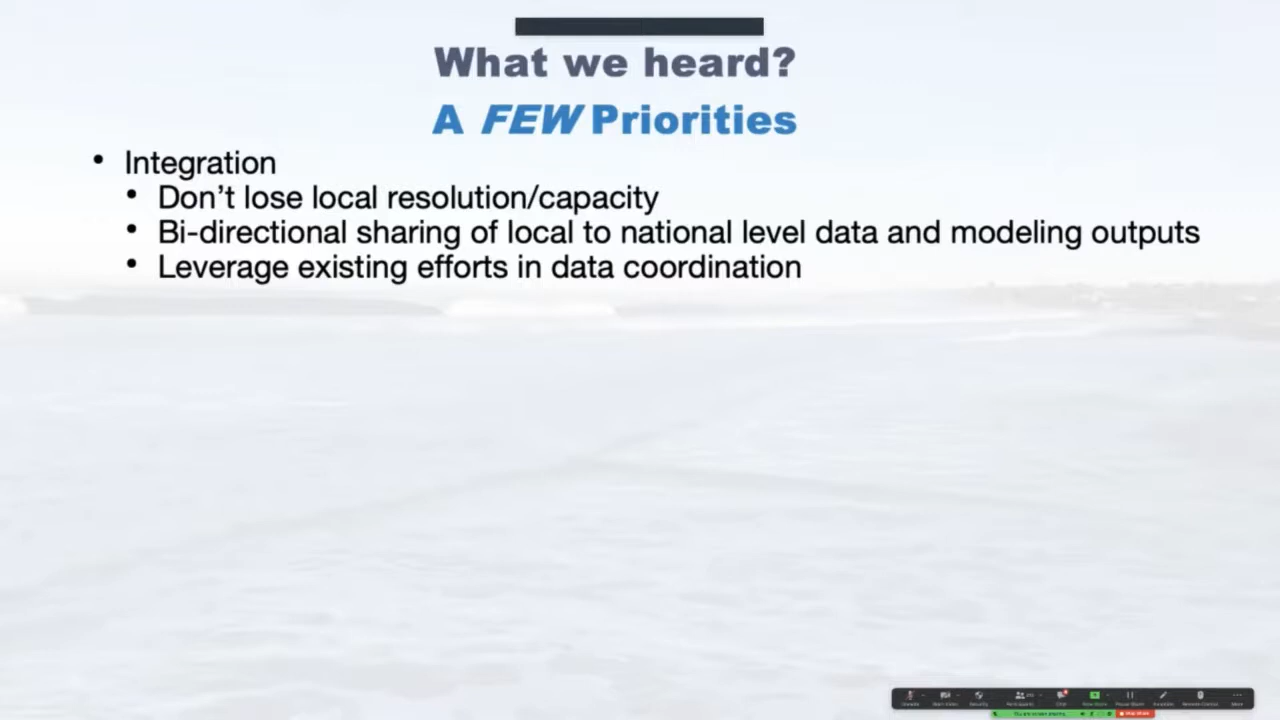 What we heard?
A FEW Priorities
• Integration
• Don't lose local resolution/capacity
• Bi-directional sharing of local to national level data and modeling outputs
• Leverage existing efforts in data coordination